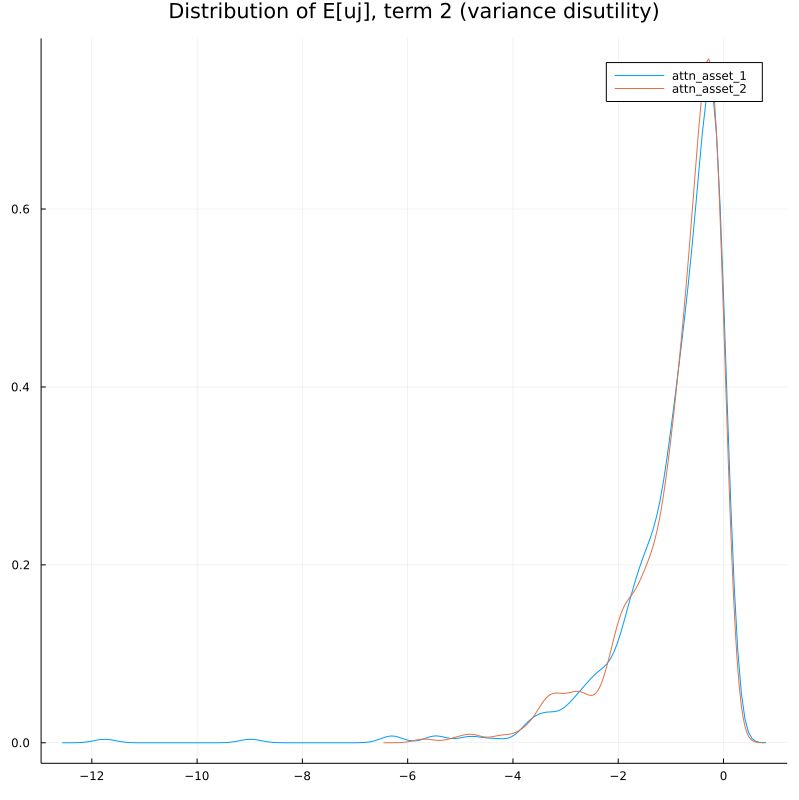 Distribution of E[uj], term 2 (variance disutility)
attn_asset_1
attn_asset_2
0.6
0.4
0.2
0.0
−12 −10 −8 −6 −4 −2 0